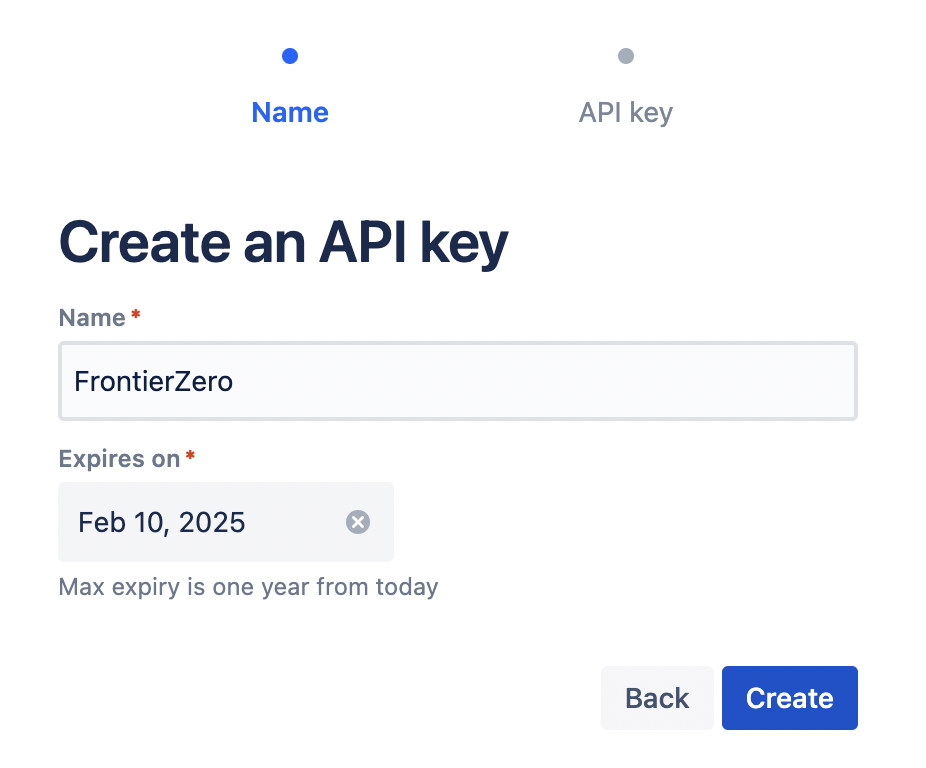 Name
API key
Create an API key
Name *
FrontierZero
Expires on *
Feb 10, 2025
Max expiry is one year from today
Back
Create